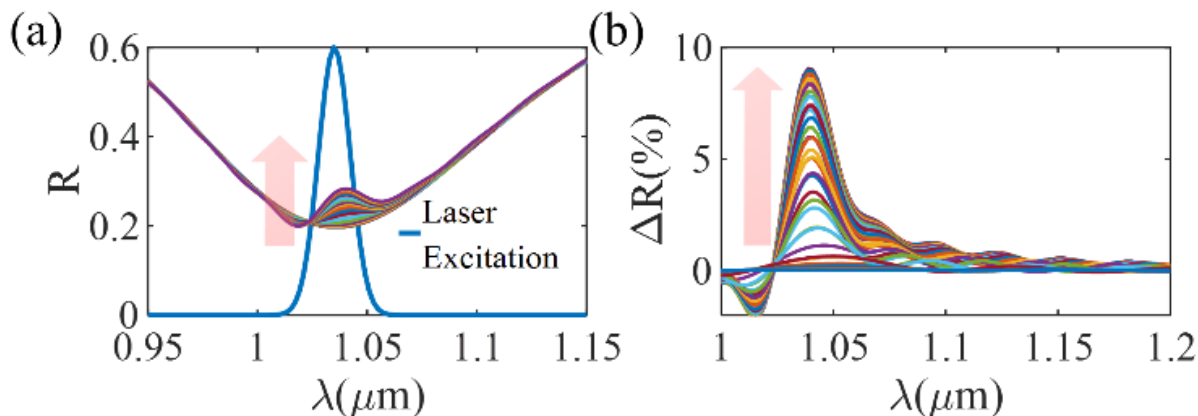 (a)
0.6
0.4
0.2
0
R
Laser
Excitation
0.95 1 1.05 1.1 1.15
λ(μm)
(b)
10
5
0
ΔR(%)
1 1.05 1.1 1.15 1.2
λ(μm)